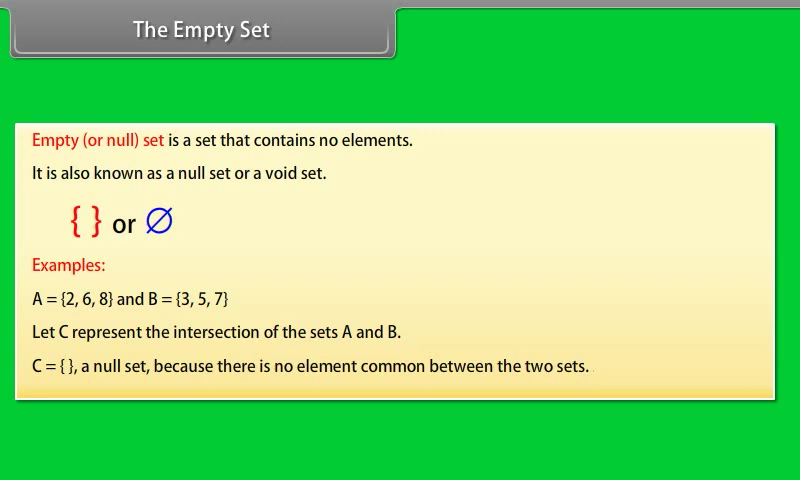 The Empty Set
Empty (or null) set is a set that contains no elements.
It is also known as a null set or a void set.
{ } or ∅
Examples:
A = {2, 6, 8} and B = {3, 5, 7}
Let C represent the intersection of the sets A and B.
C = { }, a null set, because there is no element common between the two sets.